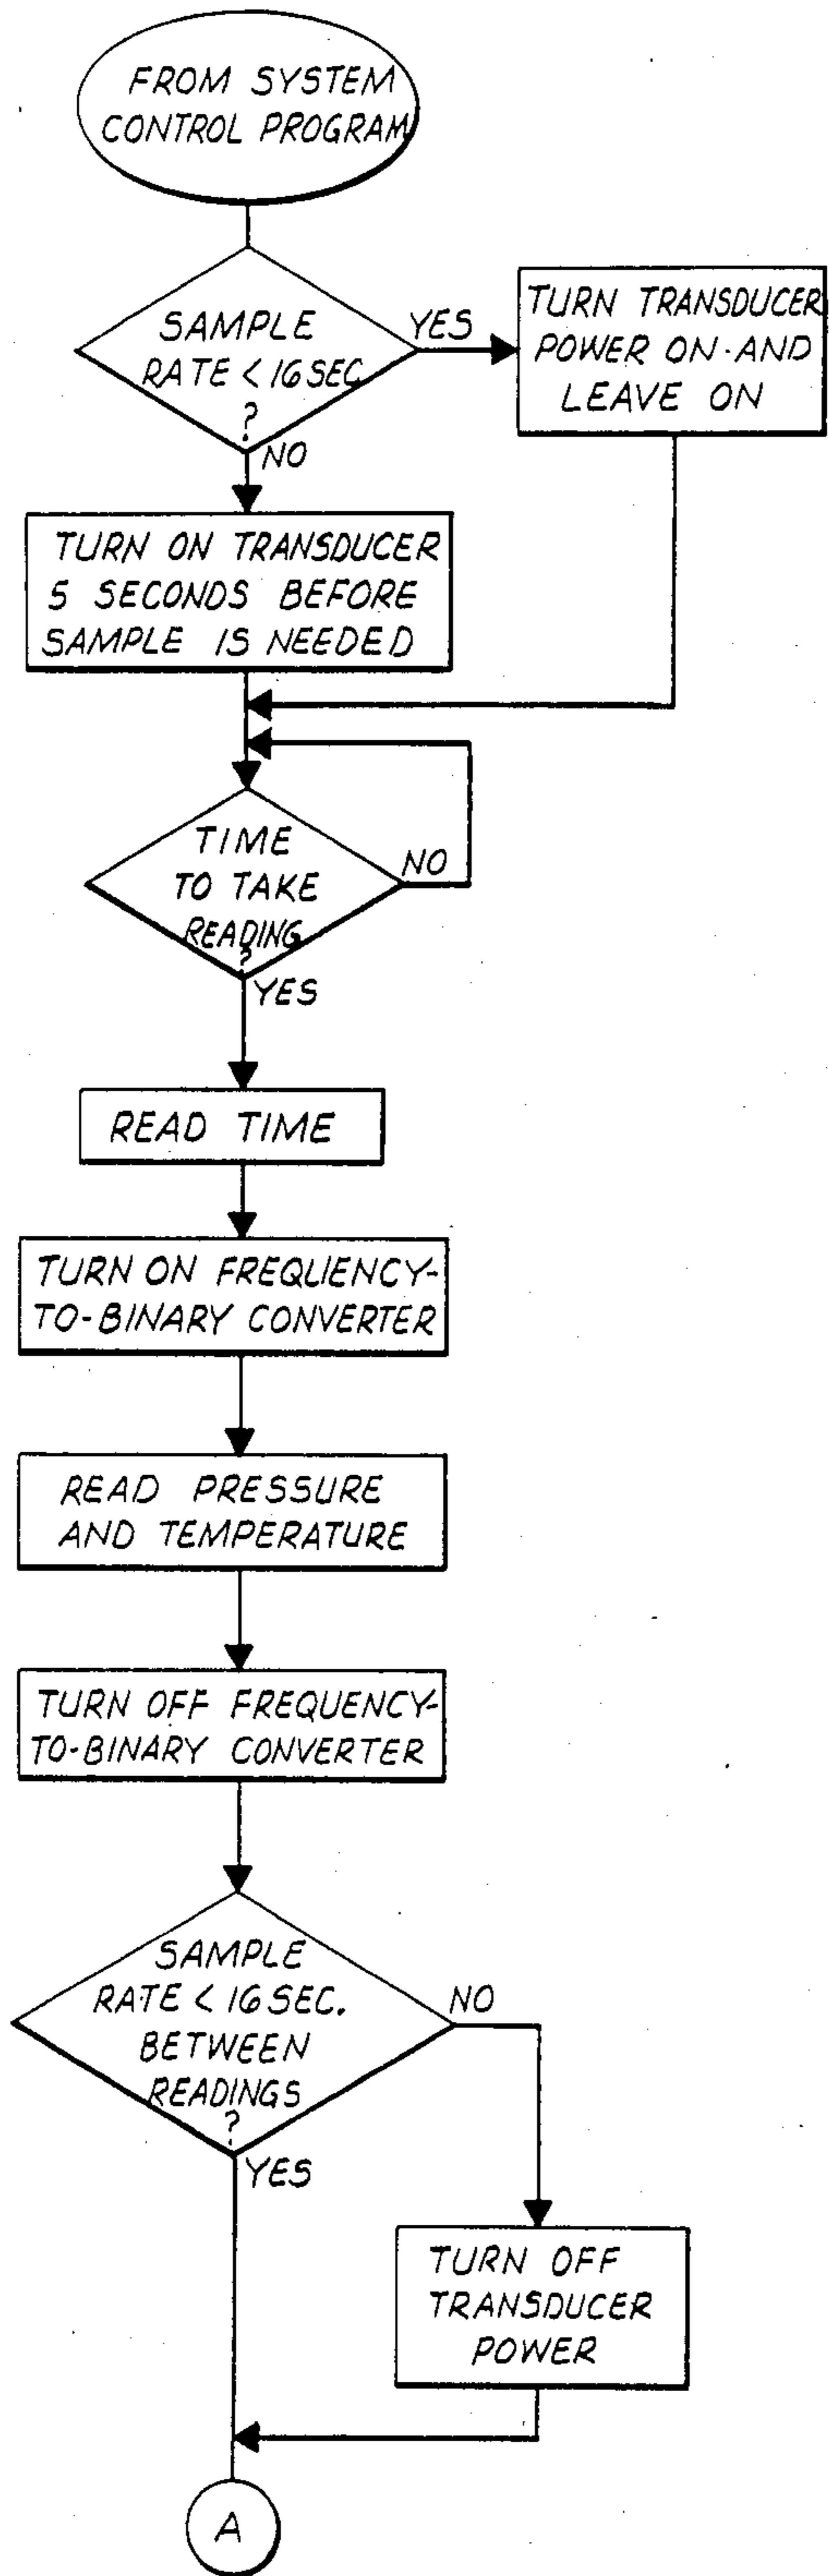 FROM SYSTEM
CONTROL PROGRAM
SAMPLE
RATE < 16 SEC
?
YES
TURN TRANSDUCER
POWER ON AND
LEAVE ON
NO
TURN ON TRANSDUCER
5 SECONDS BEFORE
SAMPLE IS NEEDED
TIME
TO TAKE
READING
?
NO
YES
READ TIME
TURN ON FREQUENCY-
TO-BINARY CONVERTER
READ PRESSURE
AND TEMPERATURE
TURN OFF FREQUENCY-
TO-BINARY CONVERTER
SAMPLE
RATE < 16 SEC.
BETWEEN
READINGS
?
NO
YES
TURN OFF
TRANSDUCER
POWER
A